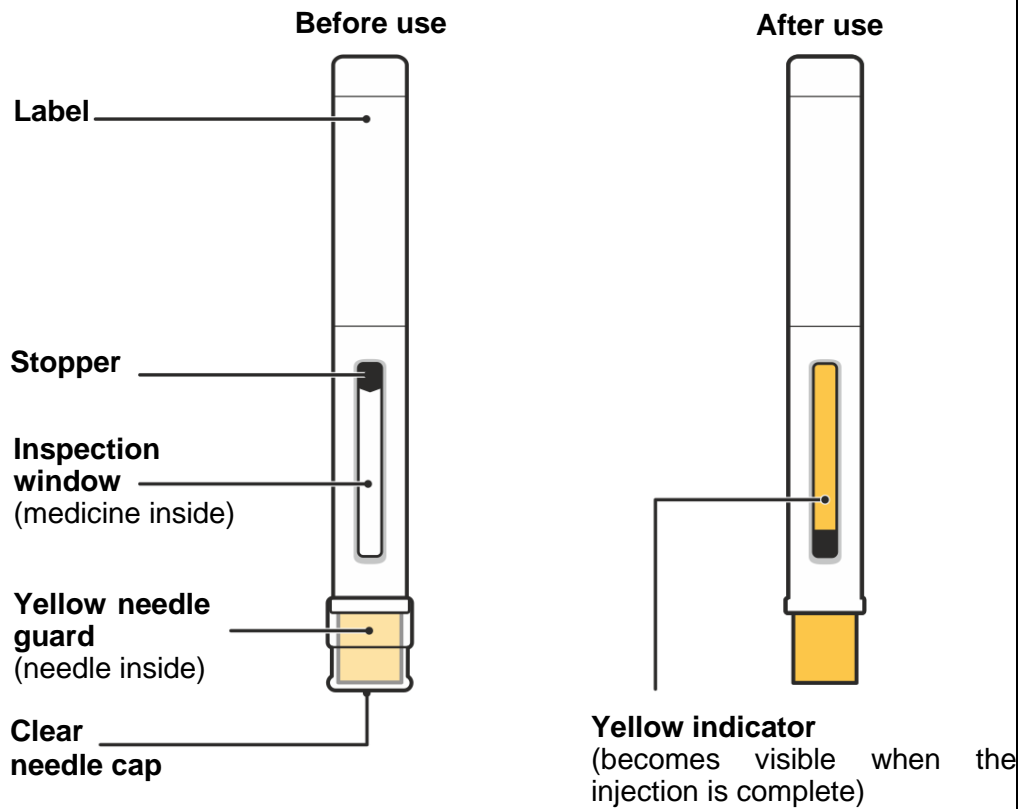 Before use
After use
Label
Stopper
Inspection
window
(medicine inside)
Yellow needle
guard
(needle inside)
Clear
needle cap
Yellow indicator
(becomes visible when the
injection is complete)